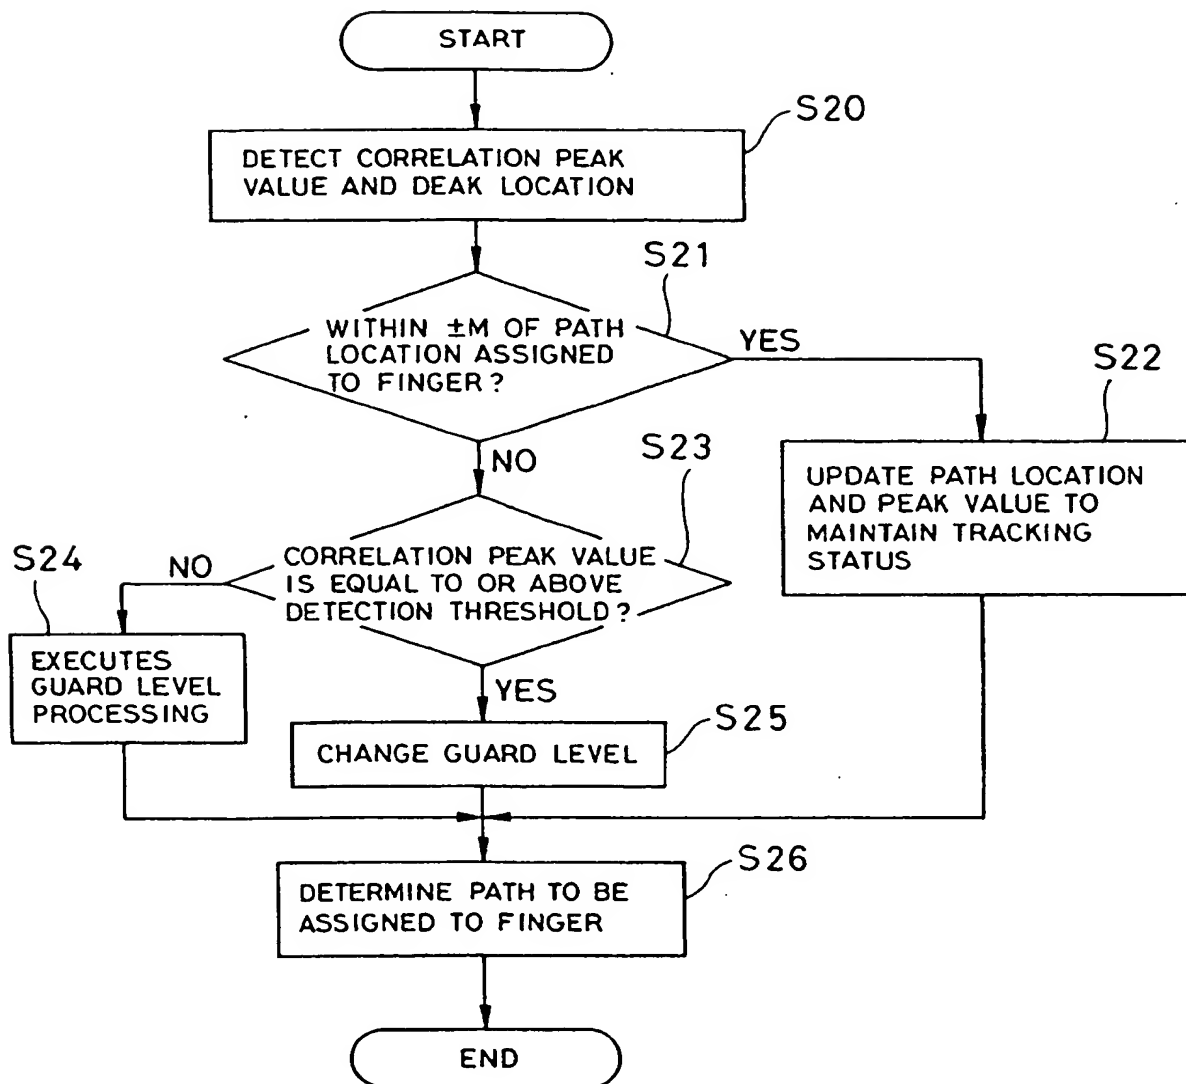 START
S20
DETECT CORRELATION PEAK
VALUE AND DEAK LOCATION
S21
WITHIN ±M OF PATH
LOCATION ASSIGNED
TO FINGER?
YES
S22
UPDATE PATH LOCATION
AND PEAK VALUE TO
MAINTAIN TRACKING
STATUS
NO
S23
CORRELATION PEAK VALUE
IS EQUAL TO OR ABOVE
DETECTION THRESHOLD?
NO
S24
EXECUTES
GUARD LEVEL
PROCESSING
YES
S25
CHANGE GUARD LEVEL
S26
DETERMINE PATH TO BE
ASSIGNED TO FINGER
END